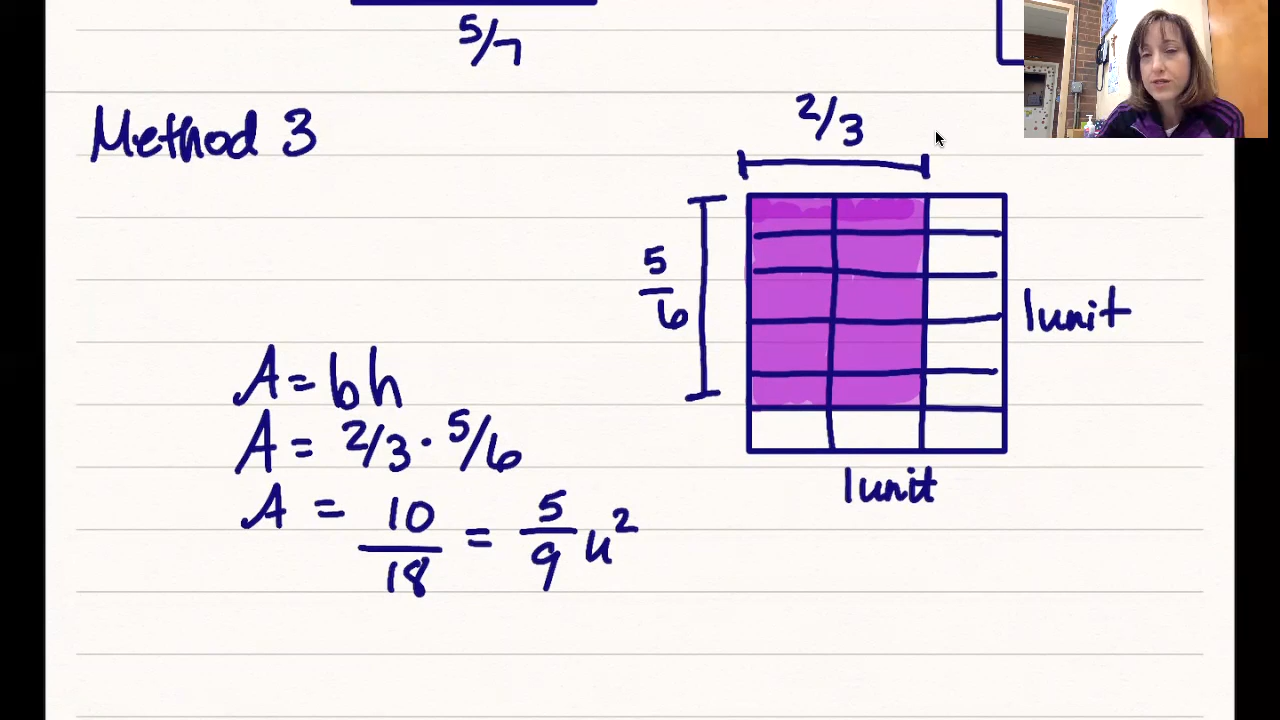 5/7
Method 3
2/3
5
6
1unit
A = bh
A = 2/3 · 5/6
A = 10/18 = 5/9 u²
1unit